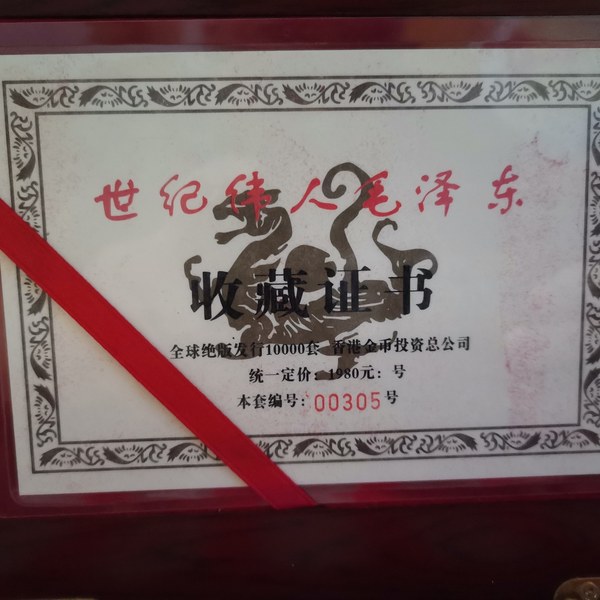 世纪伟人毛泽东
收藏证书
全球绝版发行10000套 香港金币投资总公司
统一定价：1980元：号
本套编号：00305号